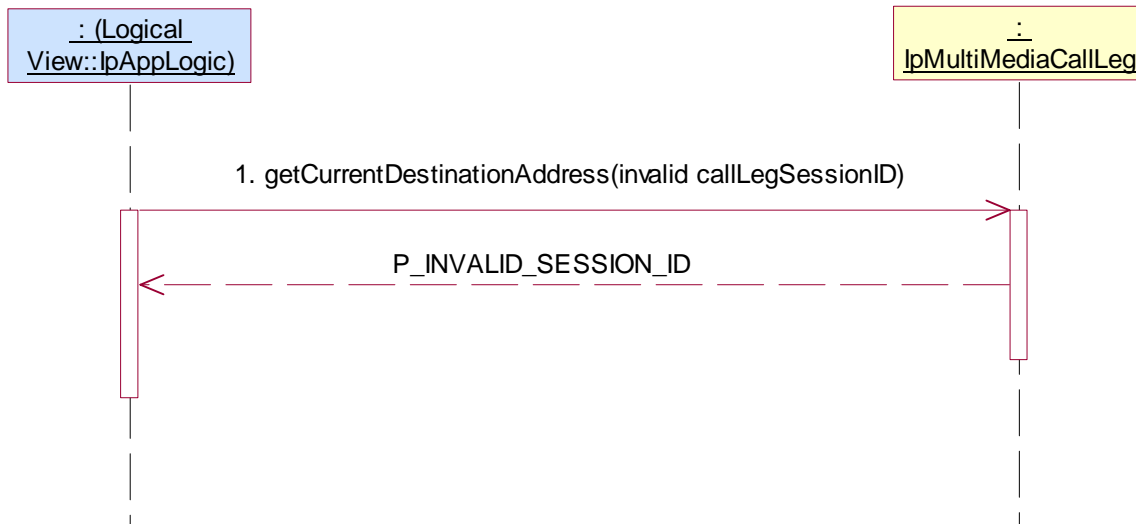 : (Logical
View::IpAppLogic)
:
IpMultiMediaCallLeg
1. getCurrentDestinationAddress(invalid callLegSessionID)
P_INVALID_SESSION_ID